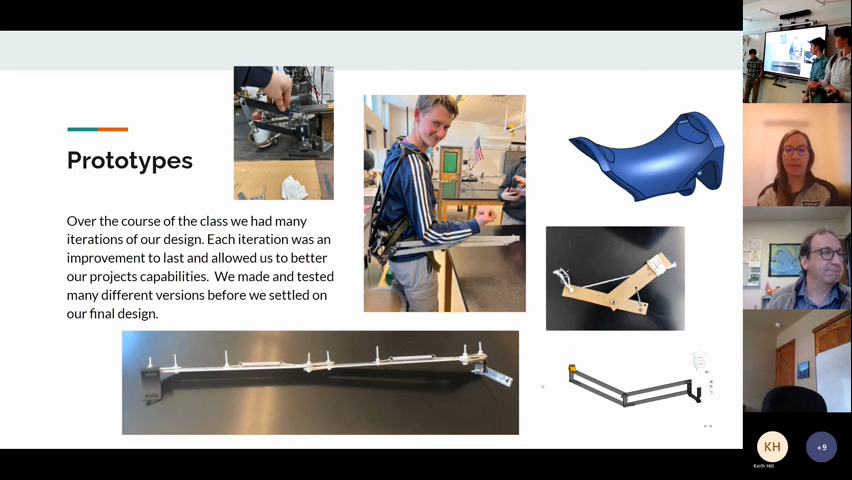 Prototypes
Over the course of the class we had many
iterations of our design. Each iteration was an
improvement to last and allowed us to better
our projects capabilities.  We made and tested
many different versions before we settled on
our final design.
KH
+9
Keith Hill